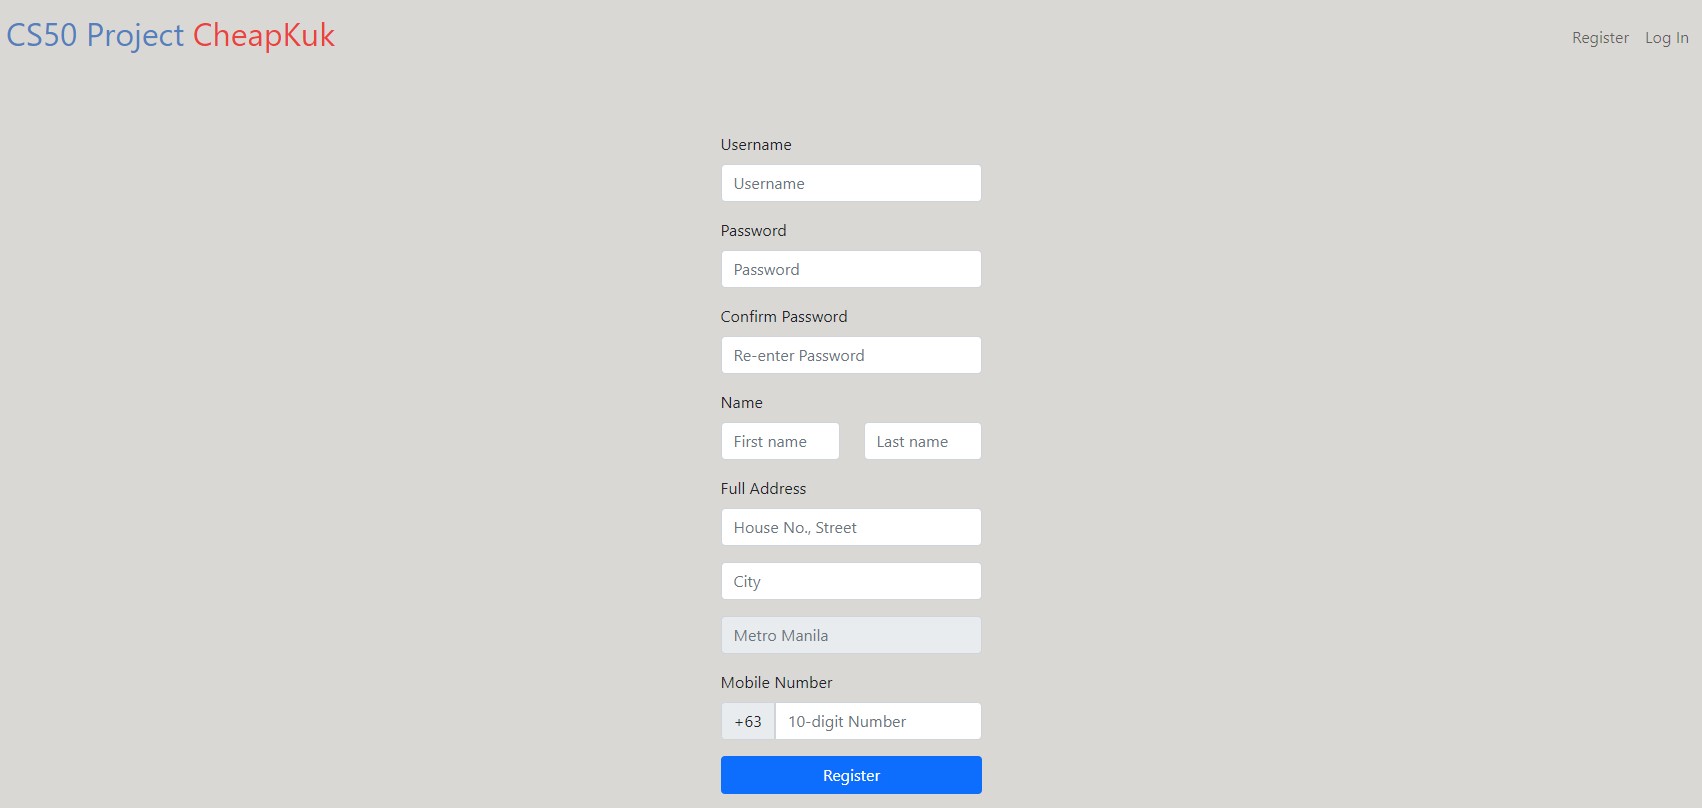 CS50 Project CheapKuk
Register Log In
Username
Username
Password
Password
Confirm Password
Re-enter Password
Name
First name Last name
Full Address
House No., Street
City
Metro Manila
Mobile Number
+63 10-digit Number
Register